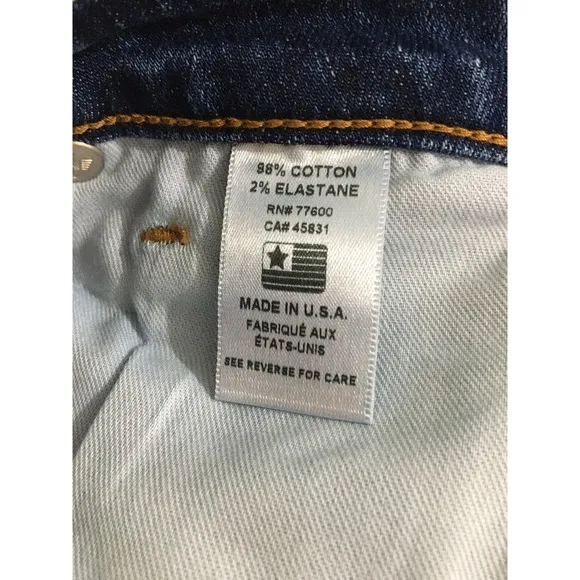 98% COTTON
2% ELASTANE
RN# 77600
CA# 45831
MADE IN U.S.A.
FABRIQUÉ AUX
ÉTATS-UNIS
SEE REVERSE FOR CARE